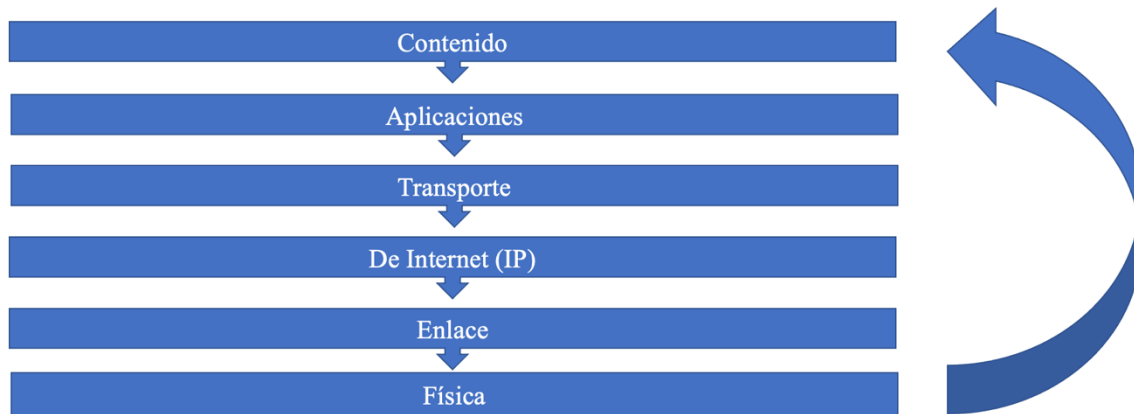 Contenido
Aplicaciones
Transporte
De Internet (IP)
Enlace
Física